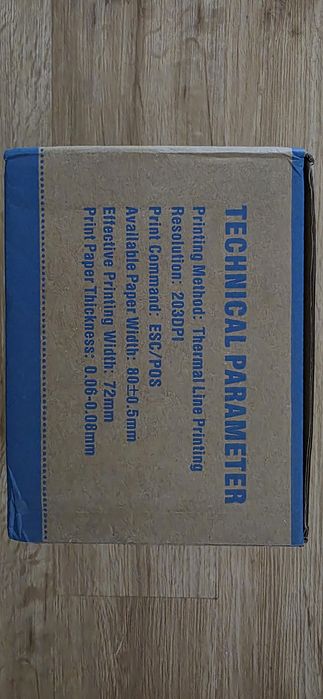 TECHNICAL PARAMETER
Printing Method: Thermal Line Printing
Resolution: 203DPI
Print Commead: ESC/POS
Available Paper Width: 80±0.5mm
Effective Printing Width: 72mm
Print Paper Thickness: 0.06-0.08mm